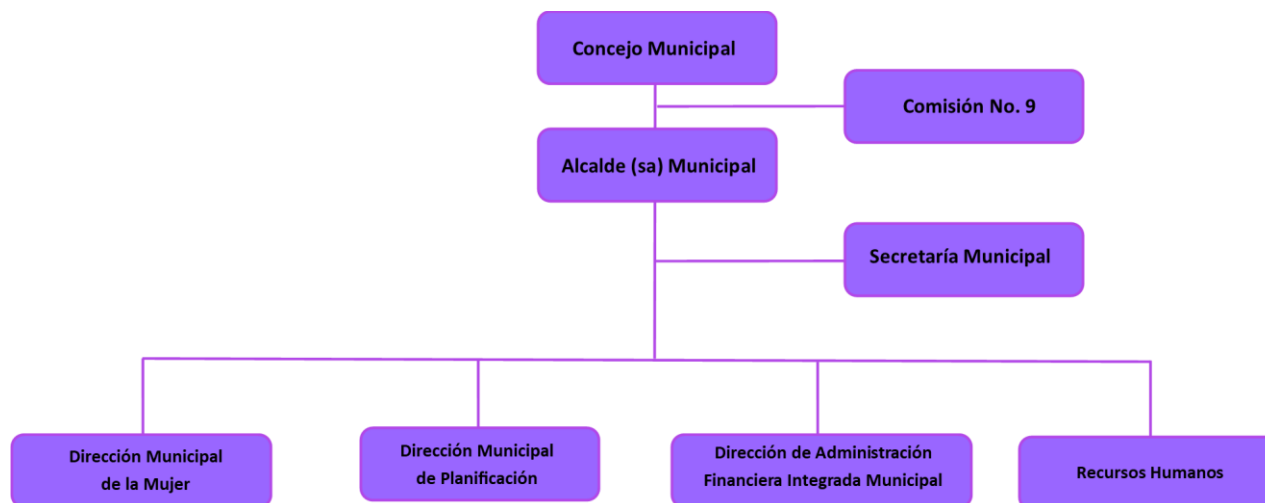 Concejo Municipal
Comisión No. 9
Alcalde (sa) Municipal
Secretaría Municipal
Dirección Municipal
de la Mujer
Dirección Municipal
de Planificación
Dirección de Administración
Financiera Integrada Municipal
Recursos Humanos